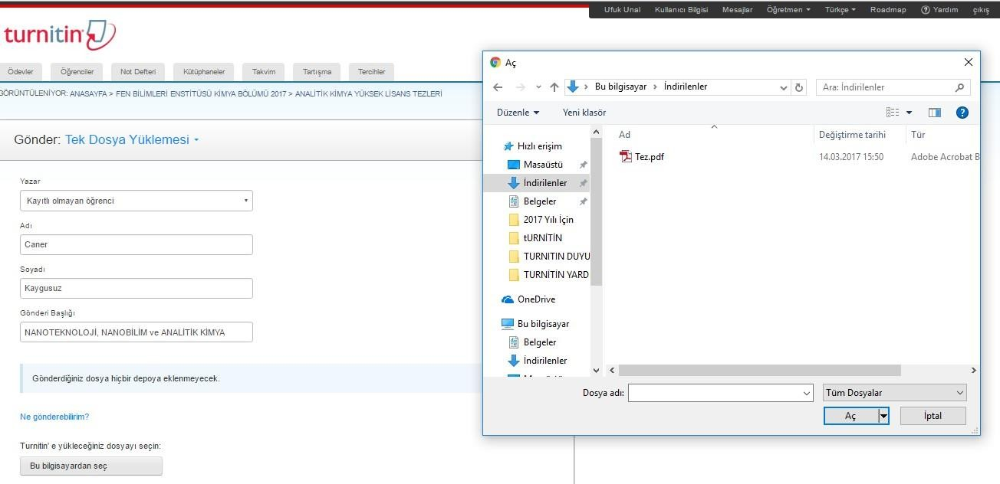 Ufuk Unal Kullanıcı Bilgisi Mesajlar Öğretmen Türkçe Roadmap ? Yardım çıkış
turnitin
Ödevler Öğrenciler Not Defteri Kütüphaneler Takvim Tartışma Tercihler
GÖRÜNTÜLENİYOR: ANASAYFA > FEN BİLİMLERİ ENSTİTÜSÜ KİMYA BÖLÜMÜ 2017 > ANALİTİK KİMYA YÜKSEK LİSANS TEZLERİ
Gönder: Tek Dosya Yüklemesi
Yazar
Kayıtlı olmayan öğrenci
Adı
Caner
Soyadı
Kaygusuz
Gönderi Başlığı
NANOTEKNOLOJİ, NANOBİLİM ve ANALİTİK KİMYA
Gönderdiğiniz dosya hiçbir depoya eklenmeyecek.
Ne gönderebilirim?
Turnitin' e yükleceğiniz dosyayı seçin:
Bu bilgisayardan seç
Aç
Bu bilgisayar > İndirilenler
Ara: İndirilenler
Düzenle Yeni klasör
Ad Değiştirme tarihi Tür
Tez.pdf 14.03.2017 15:50 Adobe Acrobat B
Hızlı erişim
Masaüstü
İndirilenler
Belgeler
2017 Yılı İçin
tURNİTİN
TURNITIN DUYU
TURNİTİN YARD
OneDrive
Bu bilgisayar
Belgeler
İndirilenler
Dosya adı: Tüm Dosyalar
Aç İptal